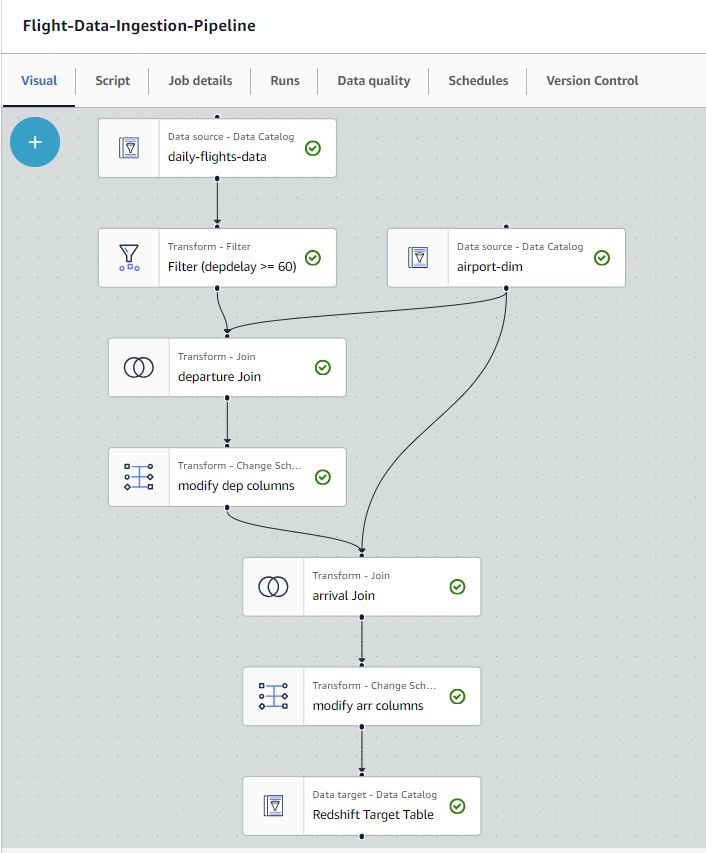 Flight-Data-Ingestion-Pipeline
Visual
Script
Job details
Runs
Data quality
Schedules
Version Control
Data source - Data Catalog
daily-flights-data
Transform - Filter
Filter (depdelay >= 60)
Data source - Data Catalog
airport-dim
Transform - Join
departure Join
Transform - Change Sch...
modify dep columns
Transform - Join
arrival Join
Transform - Change Sch...
modify arr columns
Data target - Data Catalog
Redshift Target Table